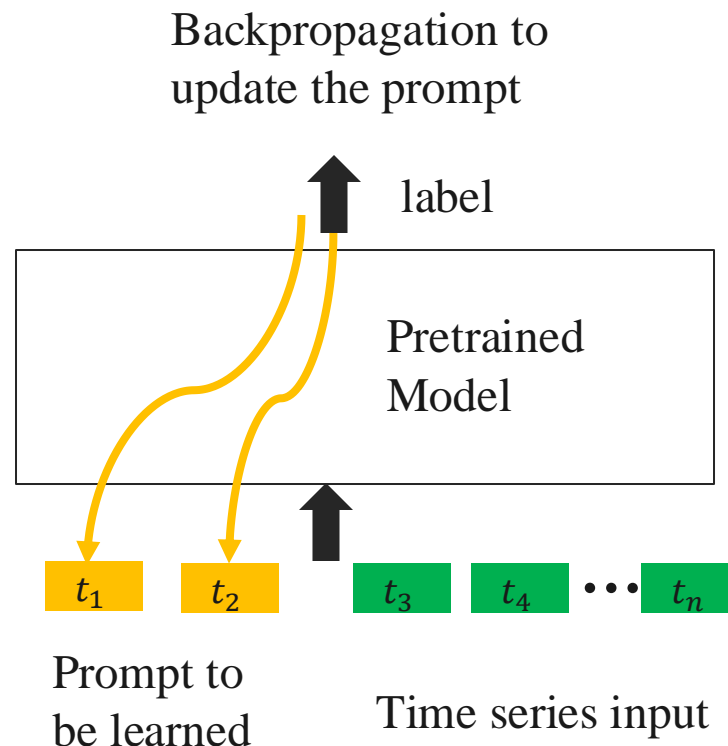 Backpropagation to
update the prompt
label
Pretrained
Model
t₁ t₂ t₃ t₄ ••• tₙ
Prompt to
be learned
Time series input